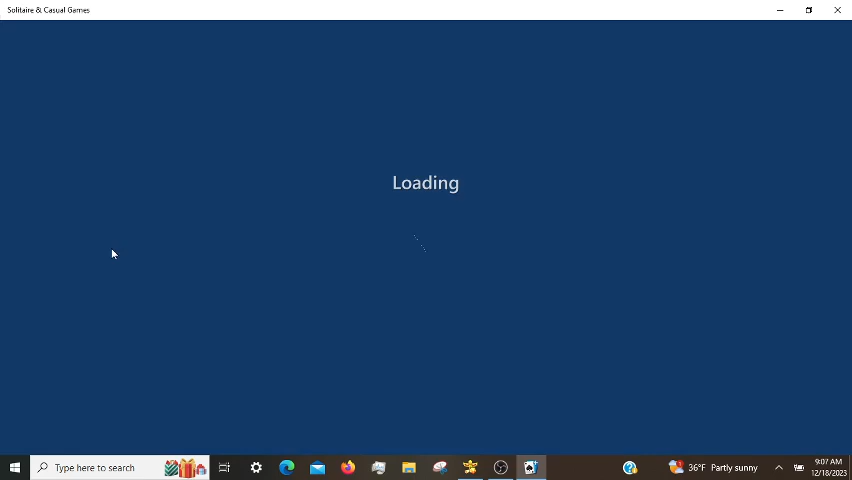 Solitaire & Casual Games
Loading
Type here to search
36°F Partly sunny
9:07 AM
12/18/2023